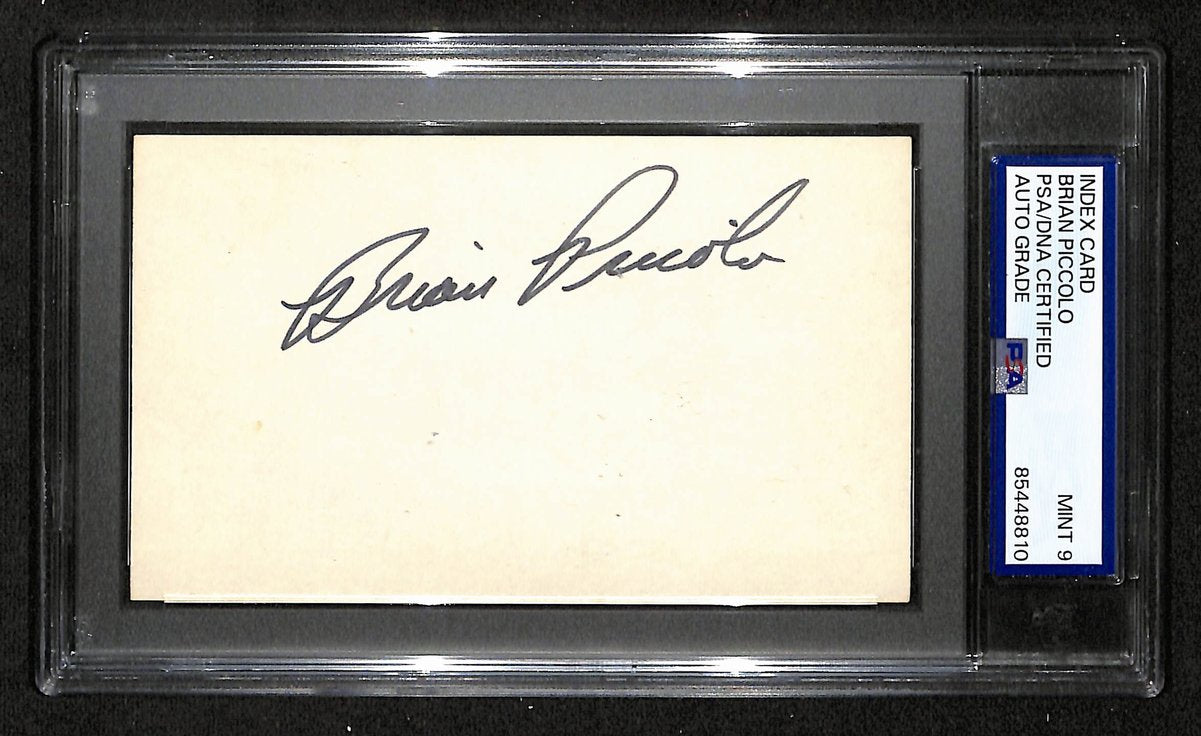 Brian Piccolo
INDEX CARD
BRIAN PICCOLO
PSA/DNA CERTIFIED
MINT 9
AUTO GRADE
85448810
PSA